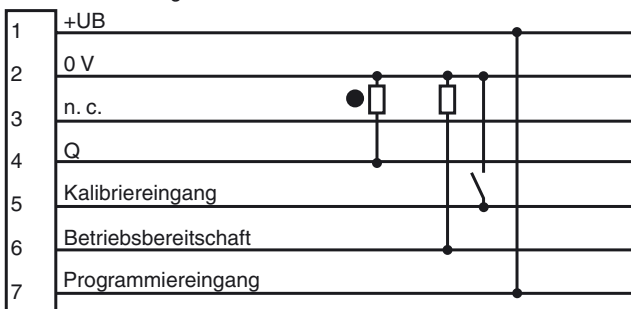 1 +UB
2 0 V
3 n. c.
4 Q
5 Kalibriereingang
6 Betriebsbereitschaft
7 Programmiereingang